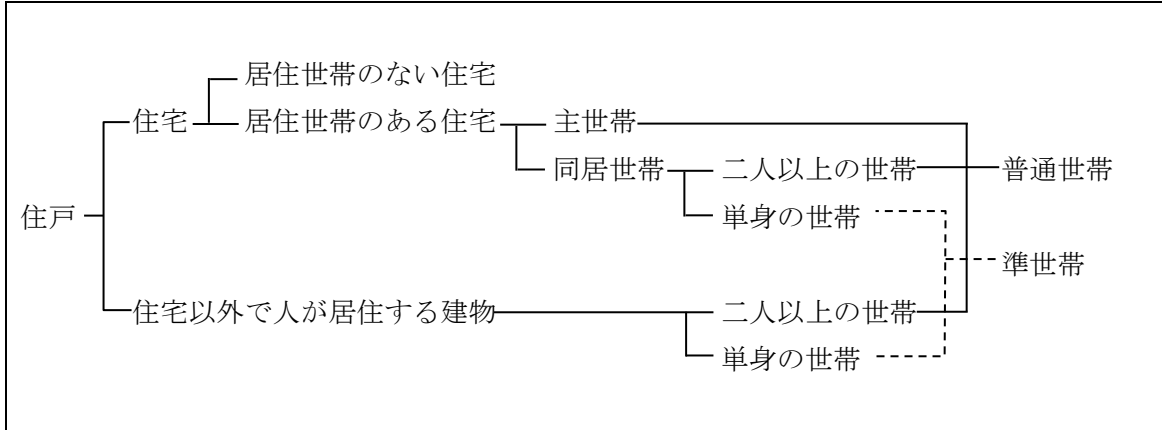 居住世帯のない住宅
住宅 居住世帯のある住宅 主世帯
同居世帯 二人以上の世帯 普通世帯
住戸 単身の世帯
準世帯
住宅以外で人が居住する建物 二人以上の世帯
単身の世帯